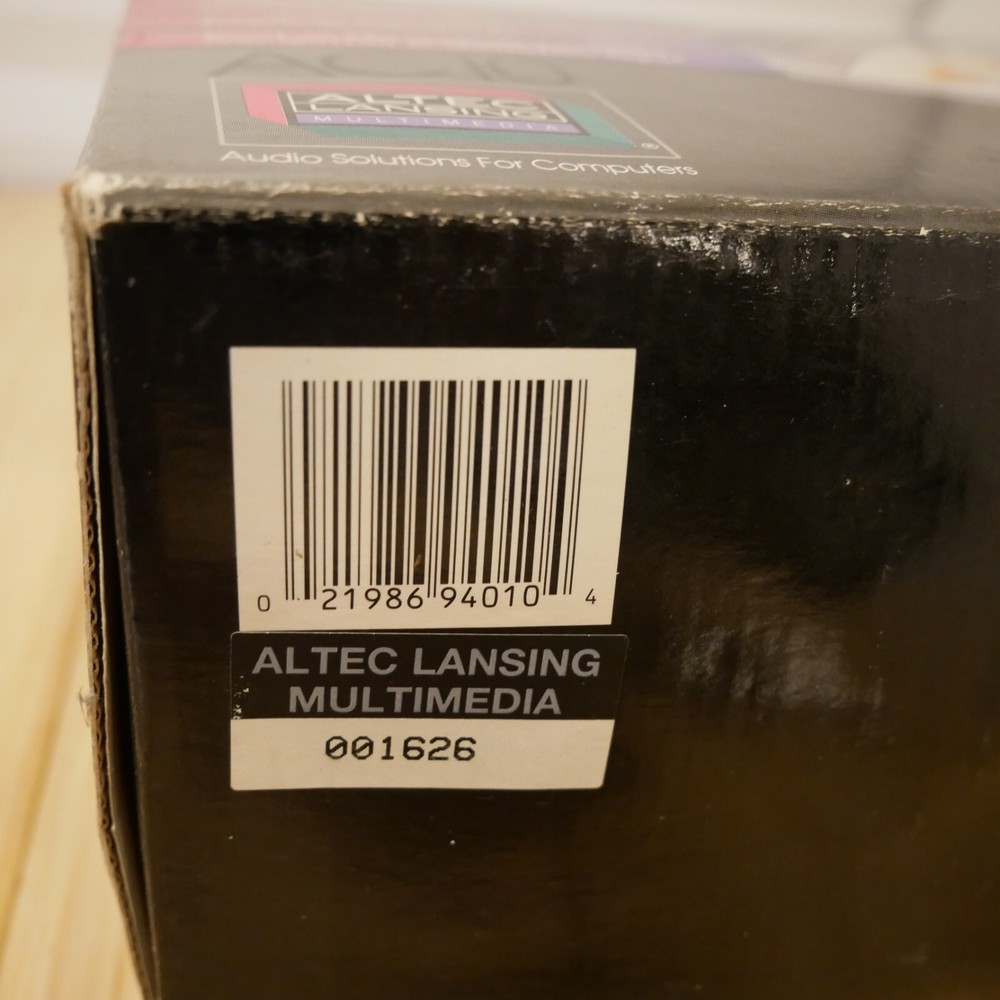 ALTEC
LANSING
MULTIMEDIA
®
Audio Solutions For Computers
0 21986 94010 4
ALTEC LANSING
MULTIMEDIA
001626